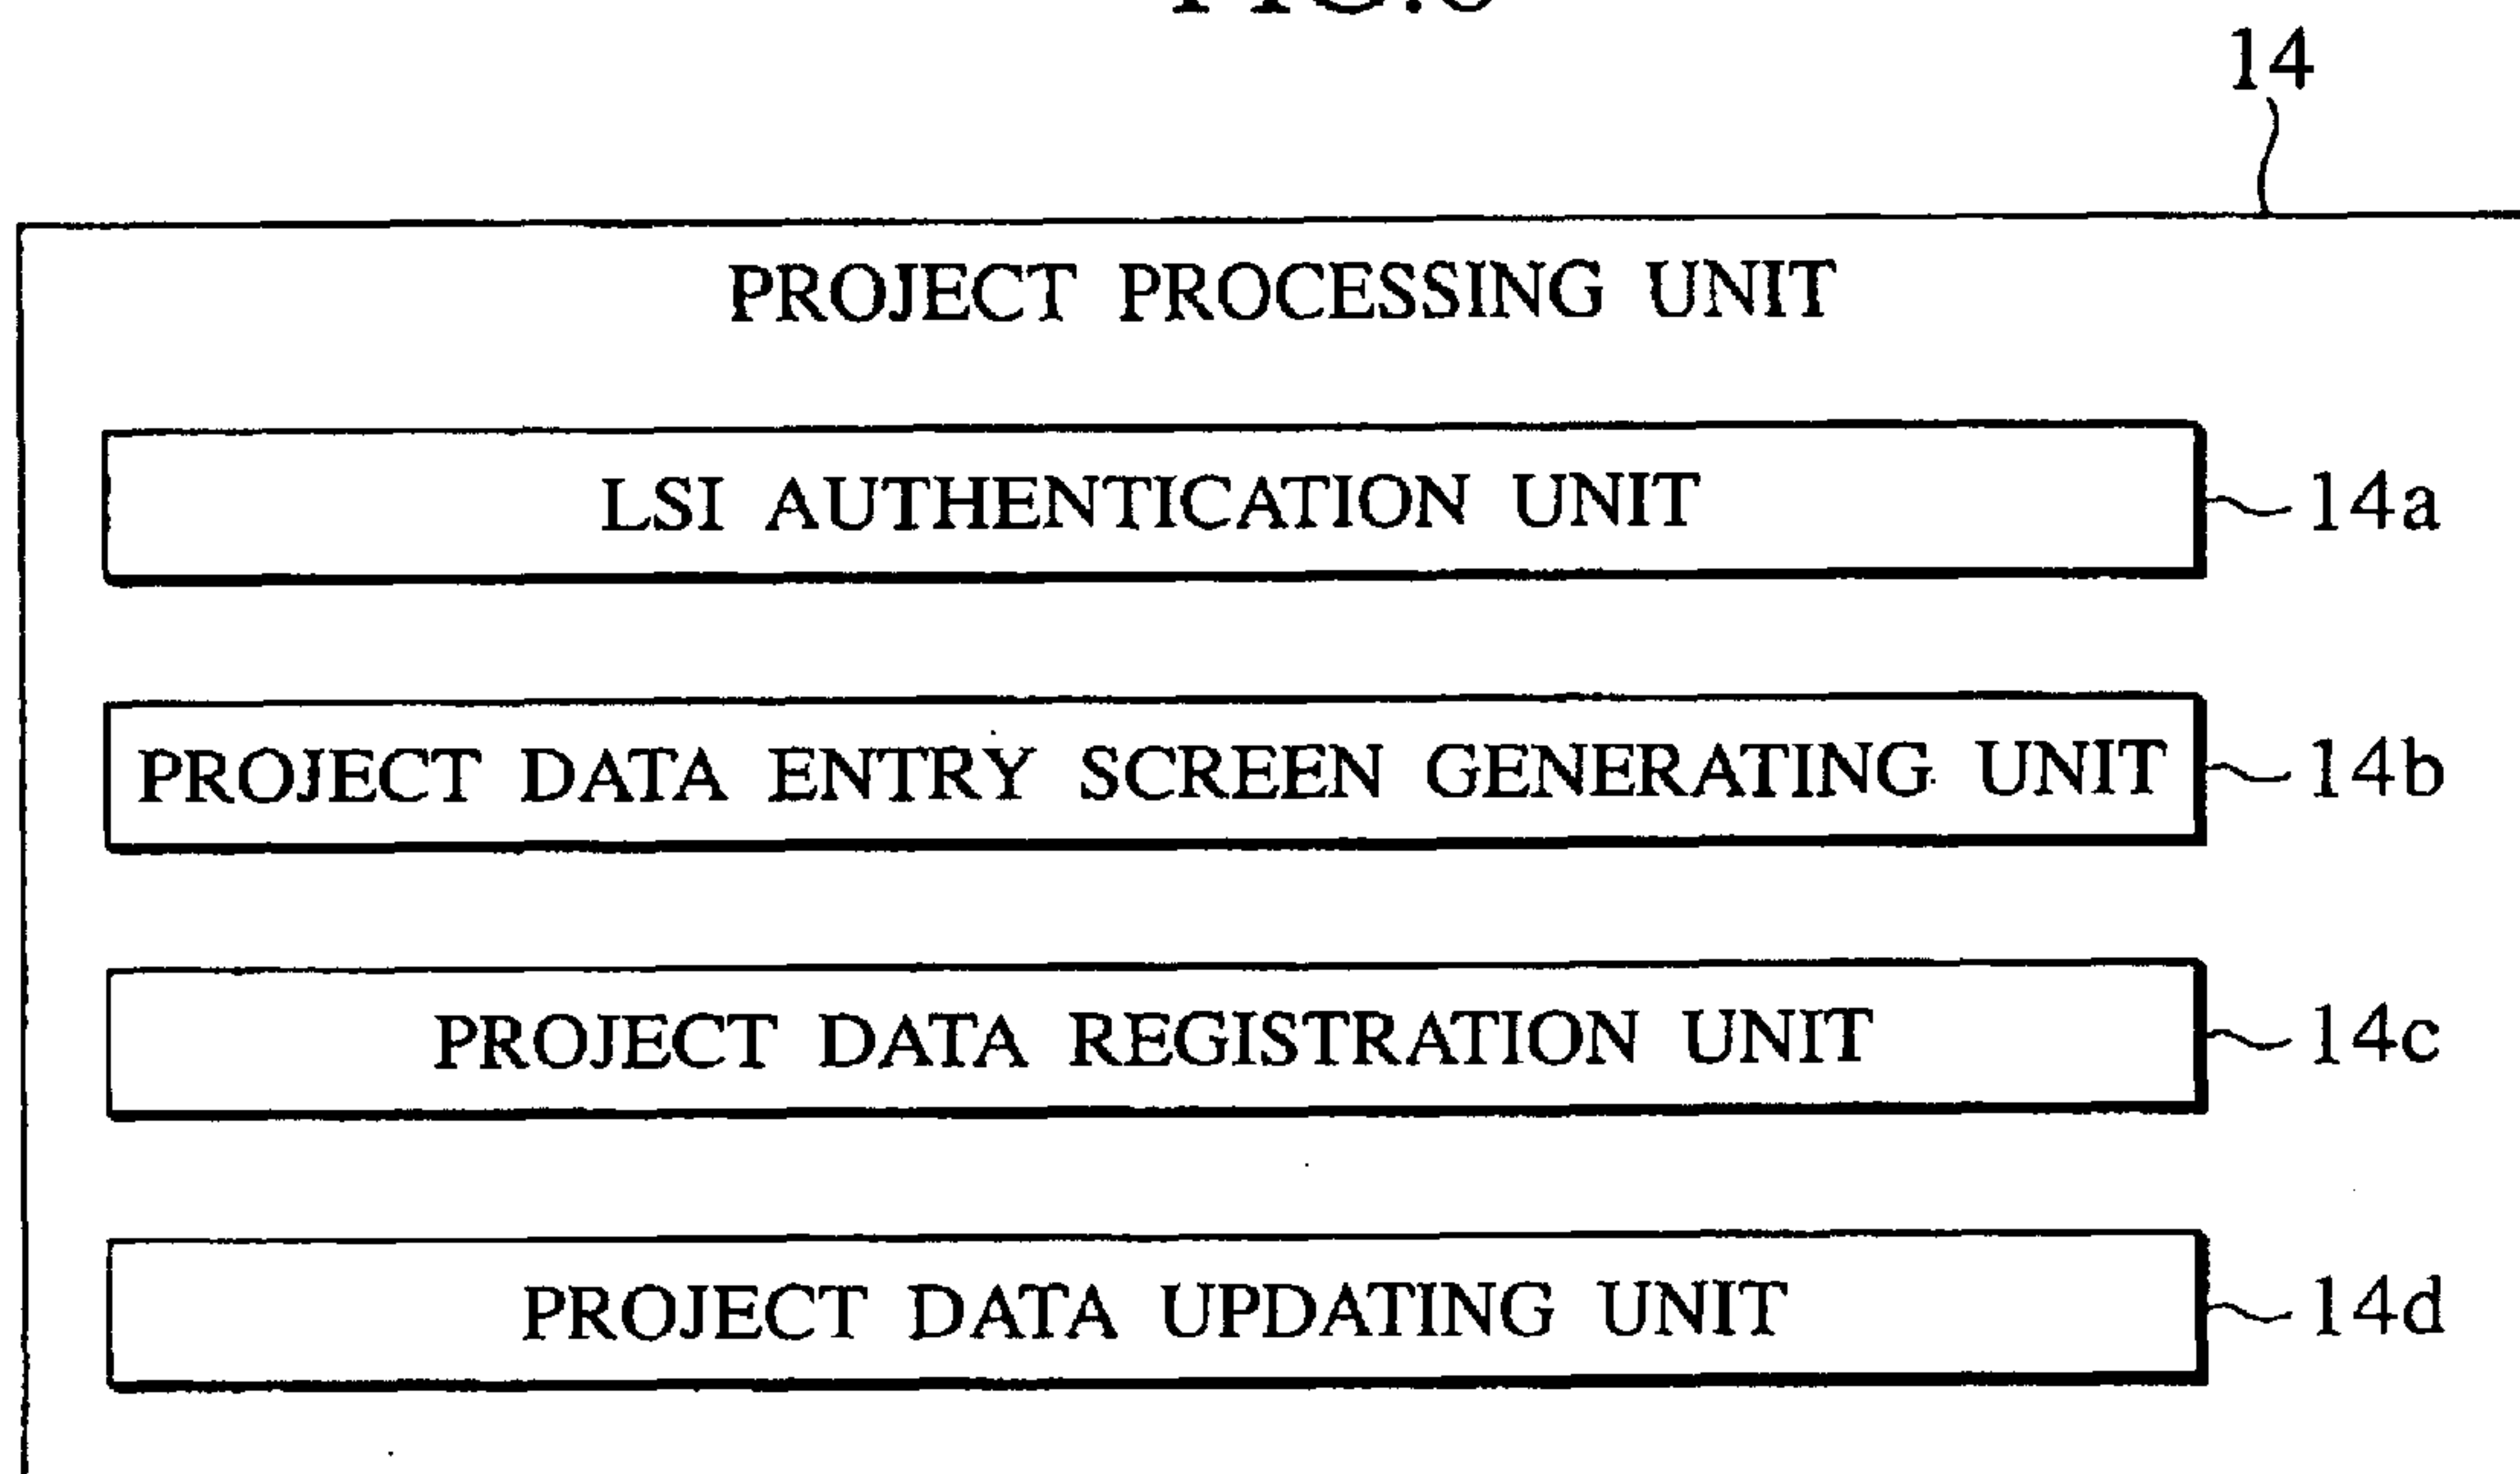 14
PROJECT PROCESSING UNIT
LSI AUTHENTICATION UNIT
14a
PROJECT DATA ENTRY SCREEN GENERATING UNIT
14b
PROJECT DATA REGISTRATION UNIT
14c
PROJECT DATA UPDATING UNIT
14d